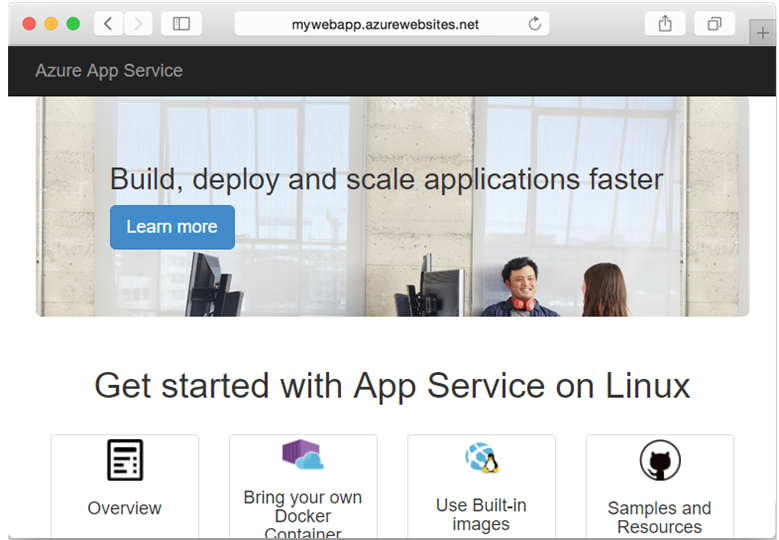 mywebapp.azurewebsites.net
Azure App Service
Build, deploy and scale applications faster
Learn more
Get started with App Service on Linux
Overview
Bring your own
Docker
Container
Use Built-in
images
Samples and
Resources